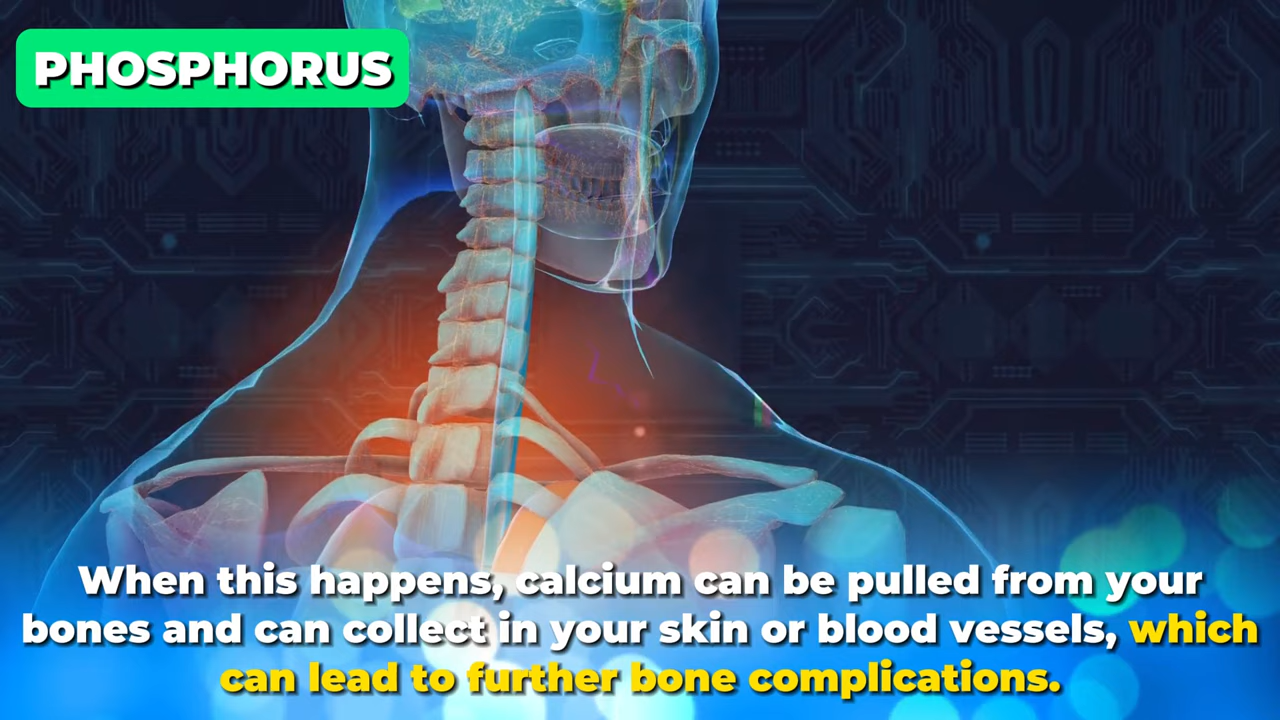 PHOSPHORUS
When this happens, calcium can be pulled from your
bones and can collect in your skin or blood vessels, which
can lead to further bone complications.